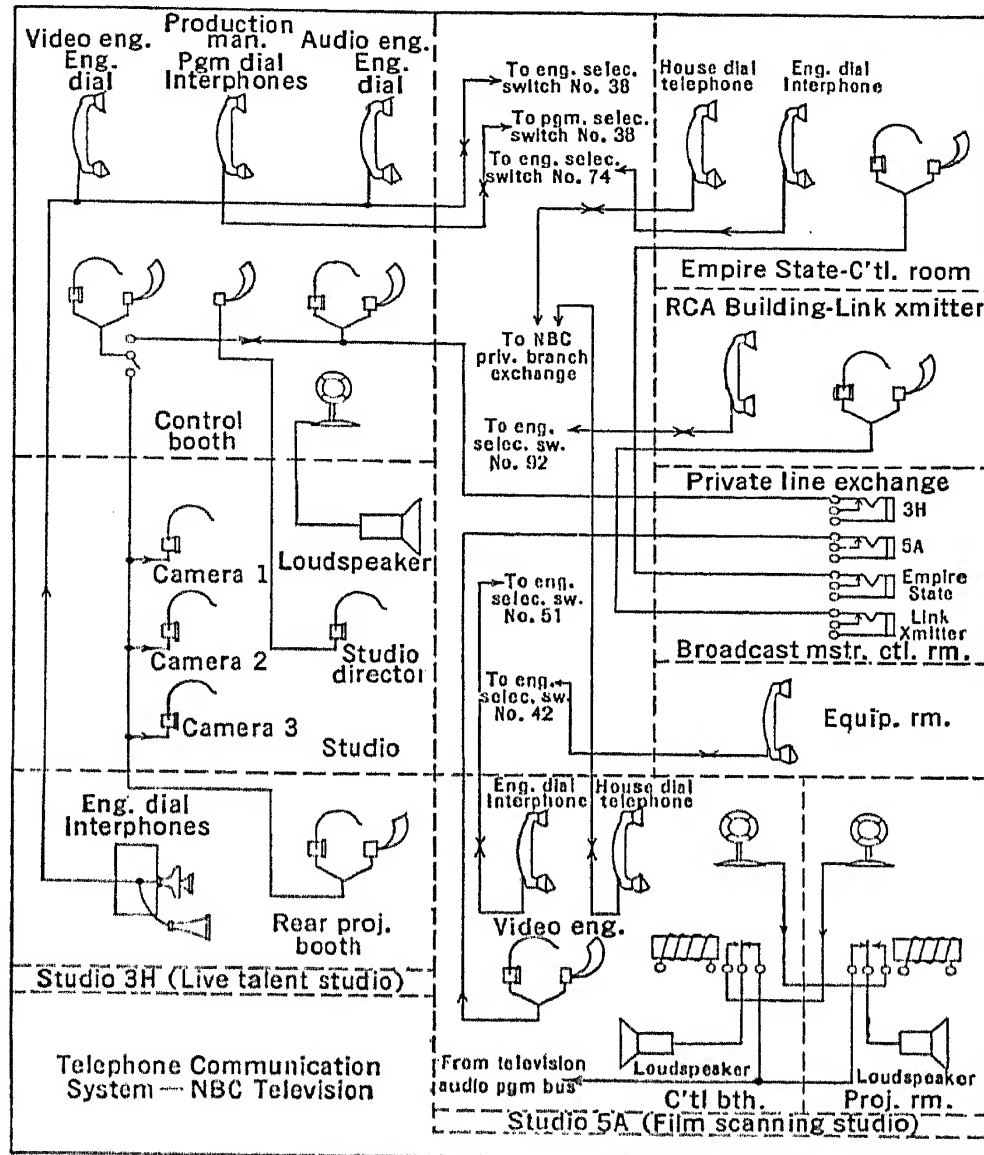 Video eng.
Eng.
dial
Production
man.
Pgm dial
Interphones
Audio eng.
Eng.
dial
To eng. selec.
switch No. 38
To pgm. selec.
switch No. 38
To eng. selec.
switch No. 74
House dial
telephone
Eng. dial
Interphone
Empire State-C'tl. room
RCA Building-Link xmitter
To NBC
priv. branch
exchange
To eng.
selec. sw.
No. 92
Control
booth
Private line exchange
3H
5A
Empire
State
Link
Xmitter
Broadcast mstr. ctl. rm.
Loudspeaker
Camera 1
Camera 2
Camera 3
Studio
director
Studio
To eng.
selec. sw.
No. 51
To eng.
selec. sw.
No. 42
Equip. rm.
Eng. dial
Interphones
Rear proj.
booth
Studio 3H (Live talent studio)
Eng. dial
Interphone
House dial
telephone
Video eng.
Loudspeaker
Loudspeaker
From television
audio pgm bus
C'tl bth.
Proj. rm.
Studio 5A (Film scanning studio)
Telephone Communication
System — NBC Television